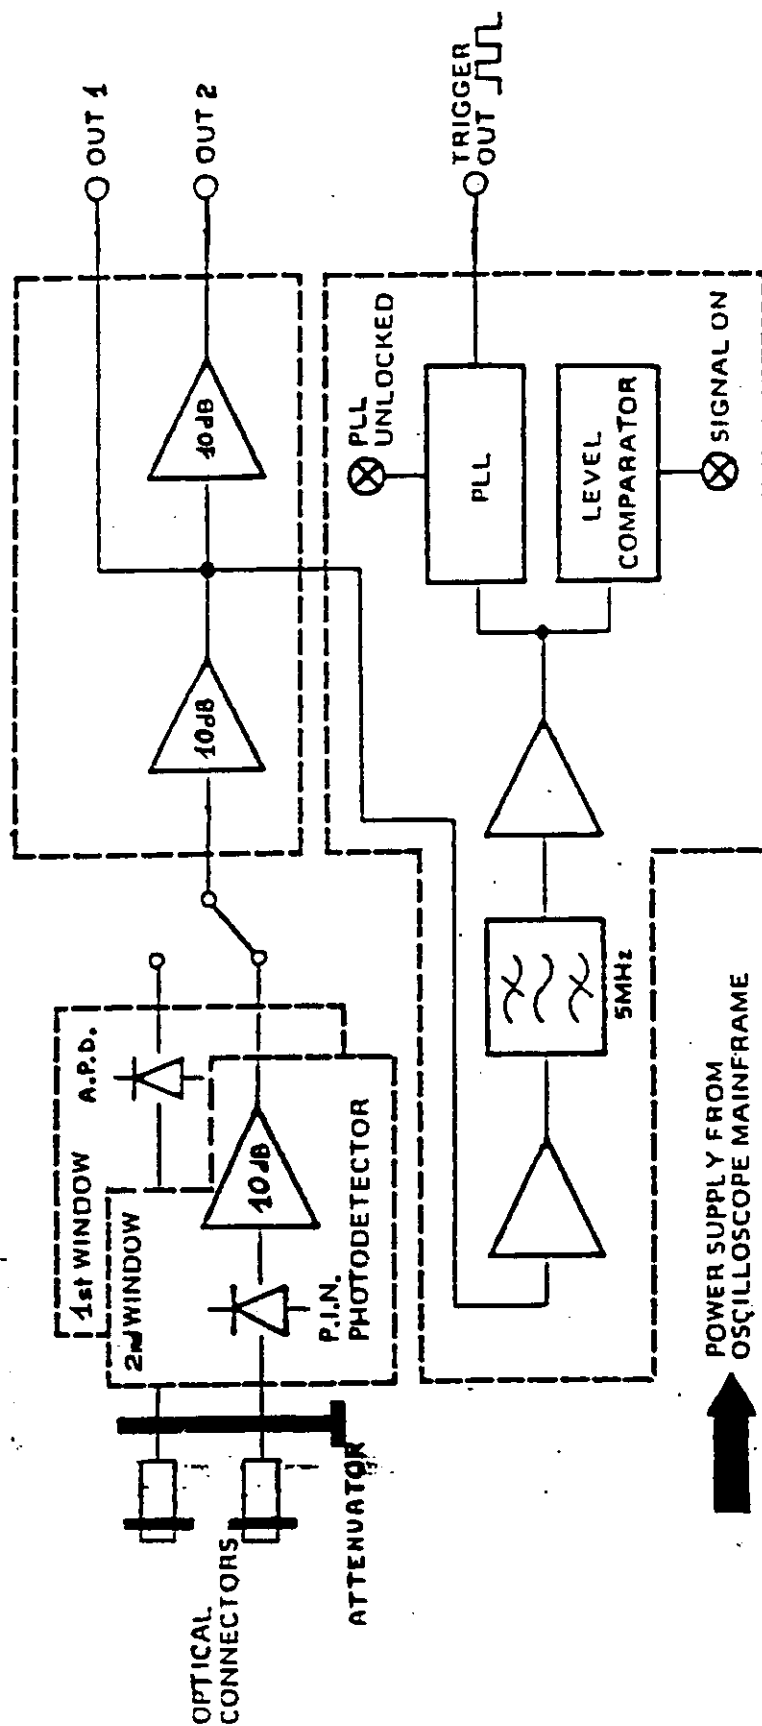 OUT 1
OUT 2
10dB
10dB
A.P.D.
1st WINDOW
2nd WINDOW
10dB
P.I.N.
PHOTODETECTOR
OPTICAL
CONNECTORS
ATTENUATOR
TRIGGER
OUT
PLL
UNLOCKED
PLL
LEVEL
COMPARATOR
SIGNAL ON
5MHz
POWER SUPPLY FROM
OSCILLOSCOPE MAINFRAME